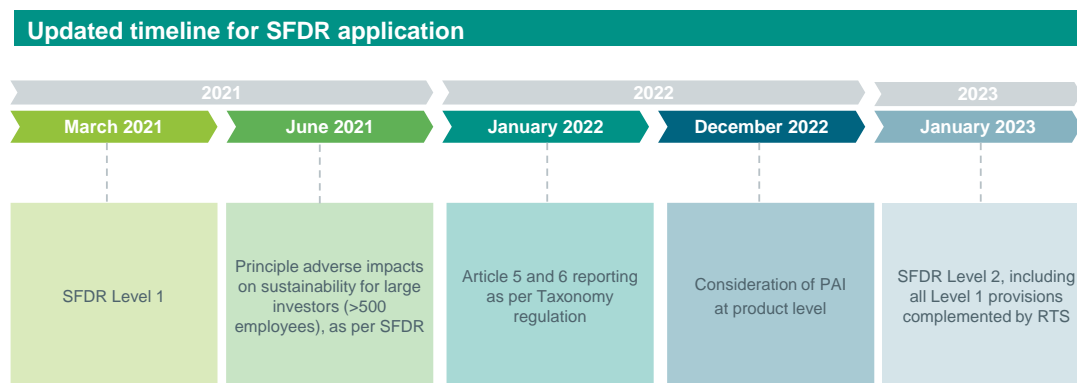 Updated timeline for SFDR application
2021
2022
2023
March 2021
June 2021
January 2022
December 2022
January 2023
SFDR Level 1
Principle adverse impacts
on sustainability for large
investors (>500
employees), as per SFDR
Article 5 and 6 reporting
as per Taxonomy
regulation
Consideration of PAI
at product level
SFDR Level 2, including
all Level 1 provisions
complemented by RTS